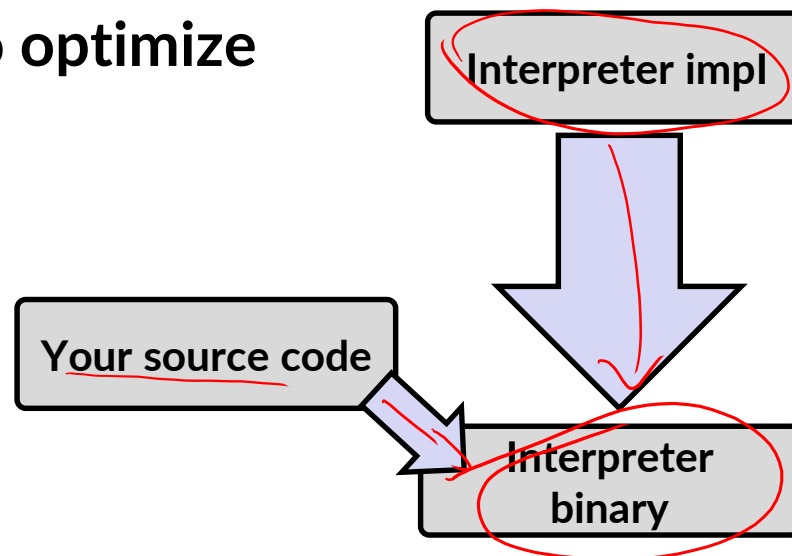 optimize
Interpreter impl
Your source code
Interpreter
binary